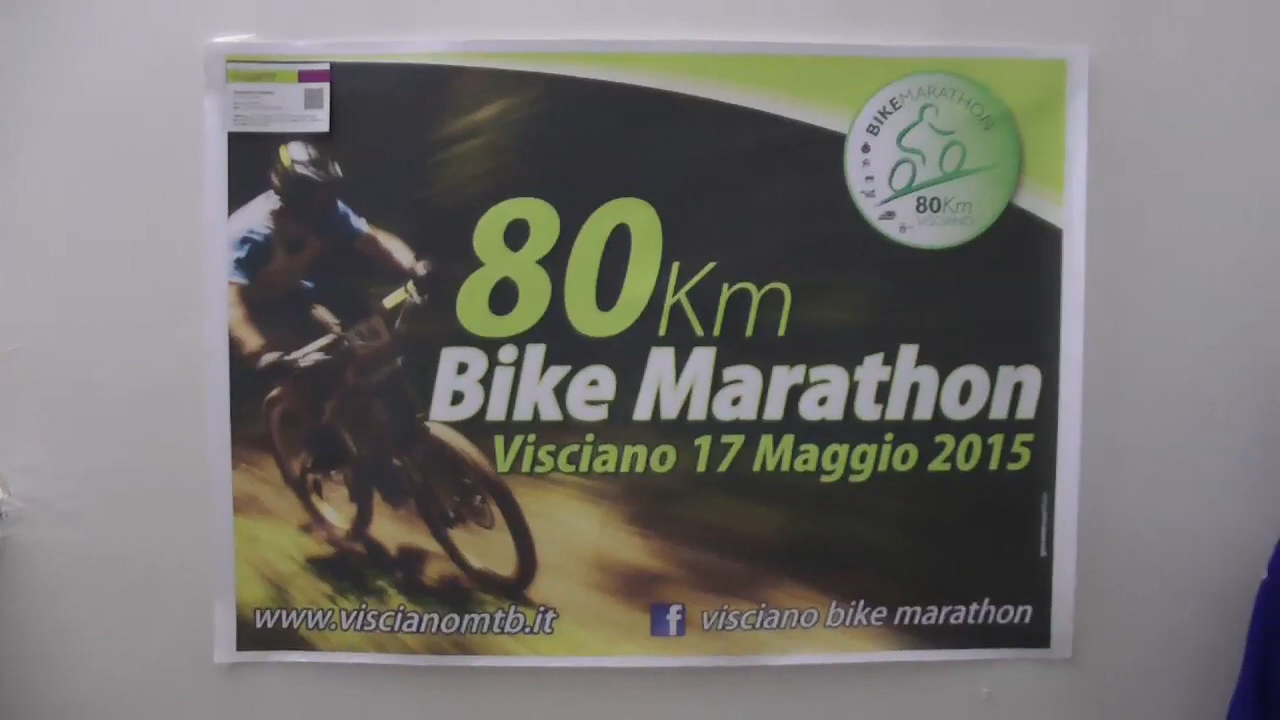 BIKEMARATHON
80Km
VISCIANO
80Km
Bike Marathon
Visciano 17 Maggio 2015
www.viscianomtb.it
f visciano bike marathon